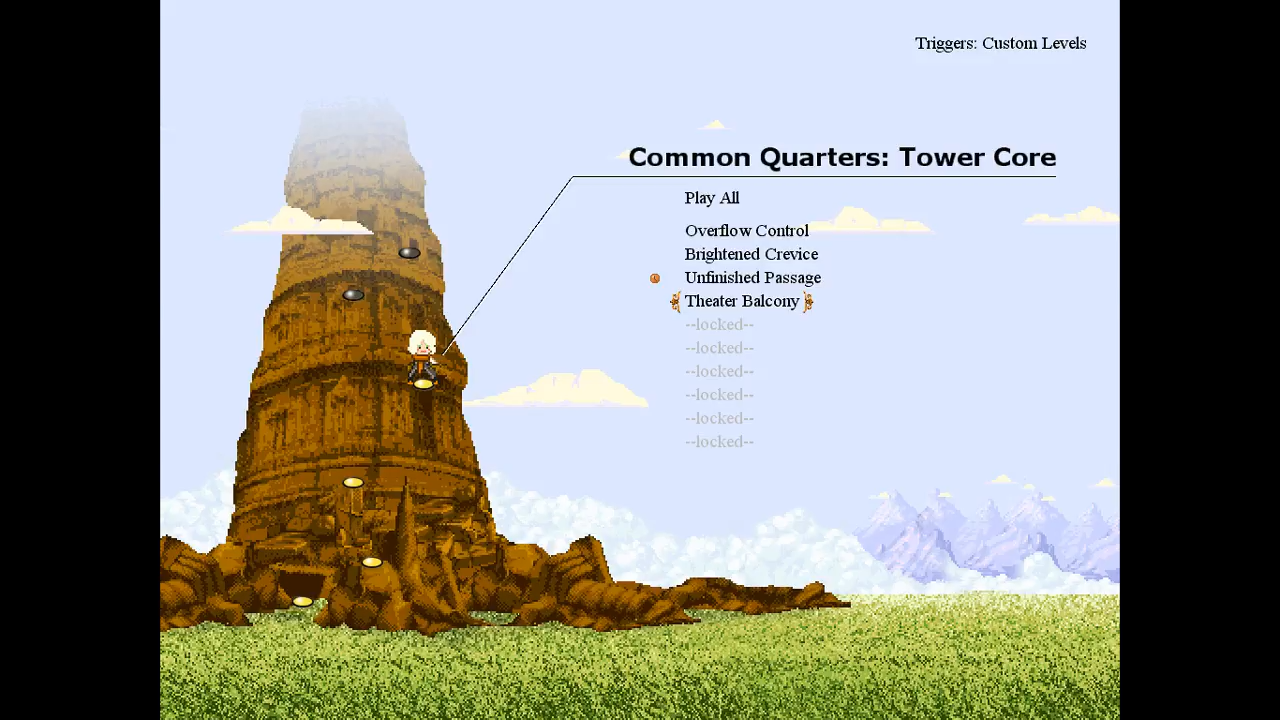 Triggers: Custom Levels
Common Quarters: Tower Core
Play All
Overflow Control
Brightened Crevice
Unfinished Passage
Theater Balcony
--locked--
--locked--
--locked--
--locked--
--locked--
--locked--